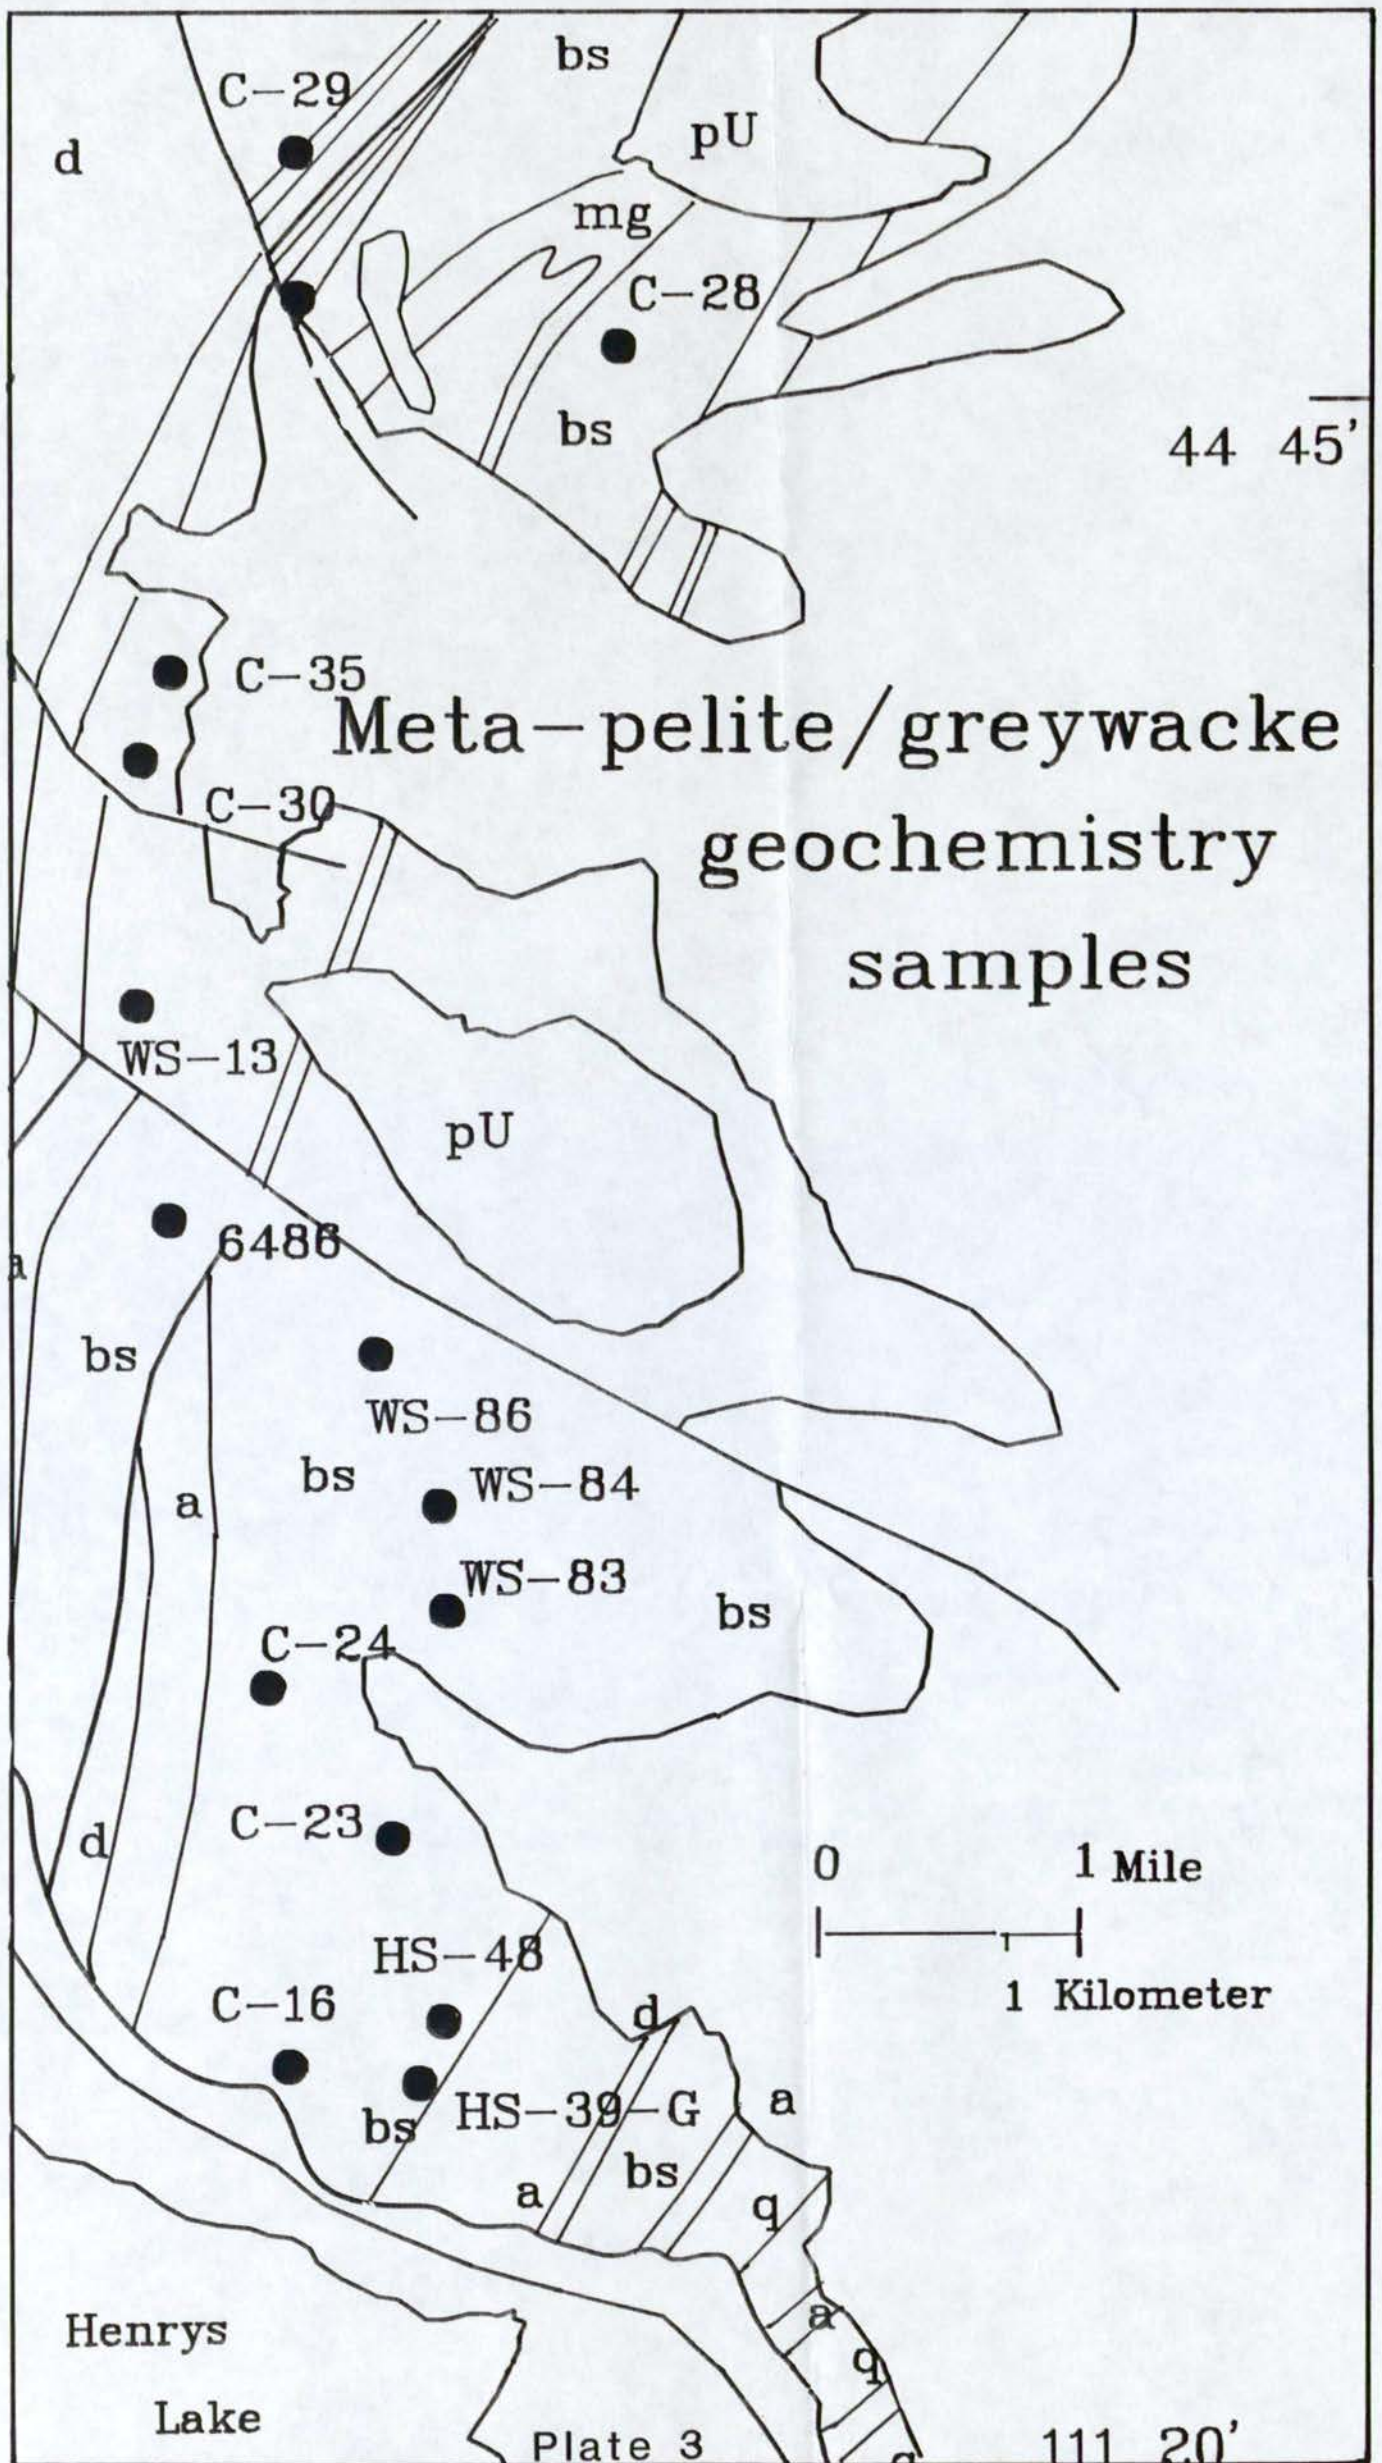 bs
C-29
pU
d
mg
C-28
bs
44 45'
C-35
Meta-pelite/greywacke
C-30
geochemistry
samples
WS-13
pU
6486
a
bs
WS-86
bs
WS-84
a
WS-83
bs
C-24
C-23
d
0 1 Mile
HS-48
C-16
1 Kilometer
d
HS-39-G
a
bs
bs
a
q
a
Henrys
q
Lake
Plate 3
111 20'